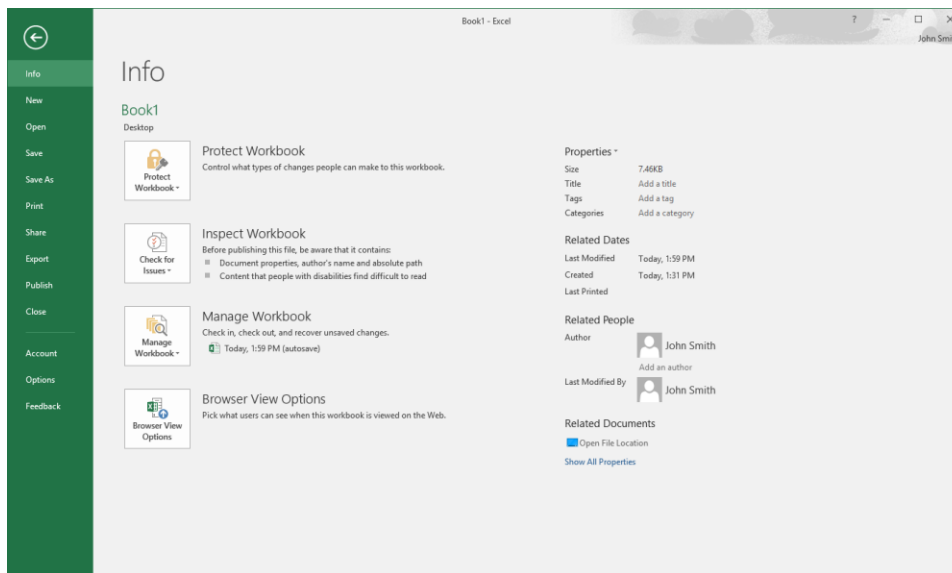 Book1 - Excel
?
John Smi
Info
New
Open
Save
Save As
Print
Share
Export
Publish
Close
Account
Options
Feedback
Info
Book1
Desktop
Protect
Workbook
Protect Workbook
Control what types of changes people can make to this workbook.
Check for
Issues
Inspect Workbook
Before publishing this file, be aware that it contains:
Document properties, author's name and absolute path
Content that people with disabilities find difficult to read
Manage
Workbook
Manage Workbook
Check in, check out, and recover unsaved changes.
Today, 1:59 PM (autosave)
Browser View
Options
Browser View Options
Pick what users can see when this workbook is viewed on the Web.
Properties
Size 7.46KB
Title Add a title
Tags Add a tag
Categories Add a category
Related Dates
Last Modified Today, 1:59 PM
Created Today, 1:31 PM
Last Printed
Related People
Author John Smith
Add an author
Last Modified By John Smith
Related Documents
Open File Location
Show All Properties